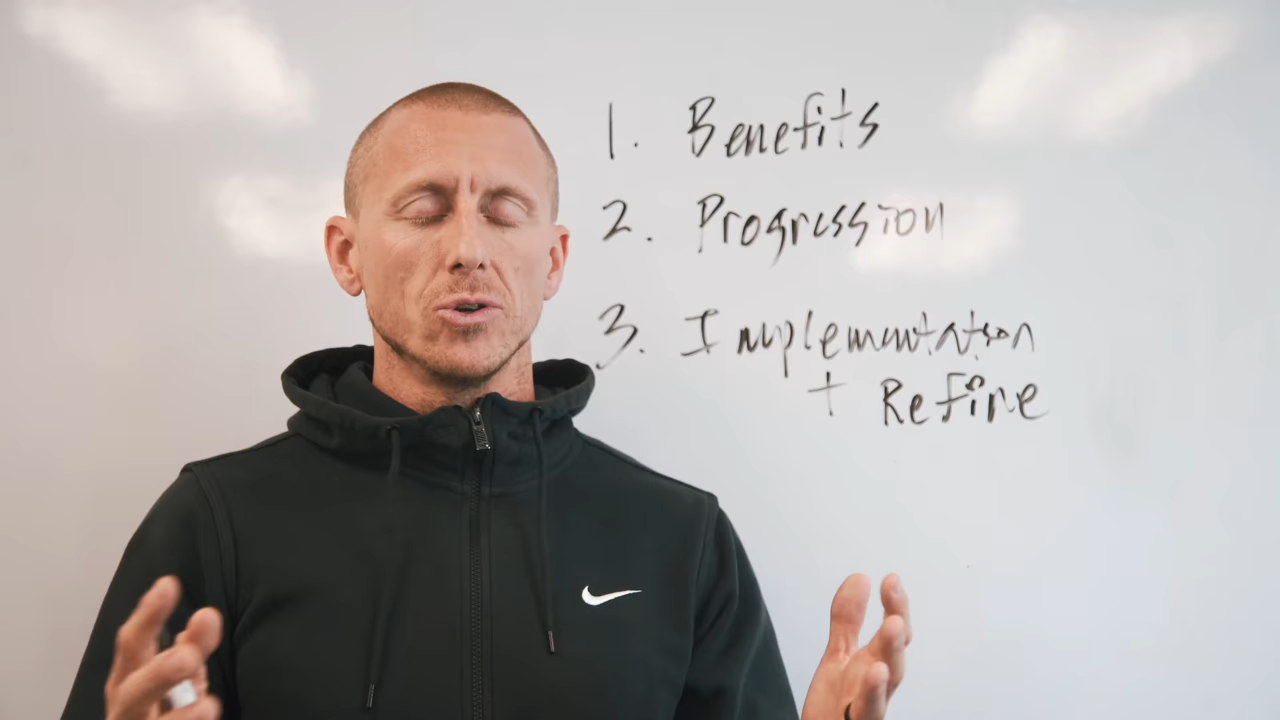 1. Benefits
2. Progression
3. Implementation
+ Refine